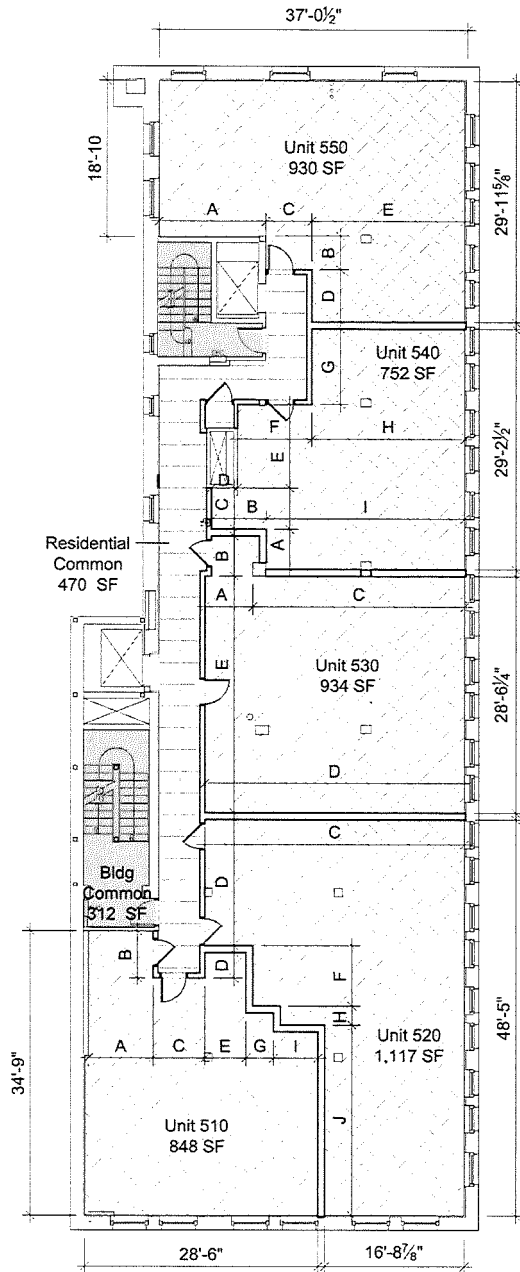 37'-0½"
18'-10
Unit 550
930 SF
29'-11⅝"
A
C
E
B
D
Unit 540
752 SF
G
F
H
E
29'-2½"
D
C
B
I
A
B
Residential
Common
470 SF
A
C
E
Unit 530
934 SF
28'-6¼"
D
C
Bldg
Common
312 SF
D
B
D
F
H
A
C
E
G
I
Unit 520
1,117 SF
48'-5"
34'-9"
J
Unit 510
848 SF
28'-6"
16'-8⅞"